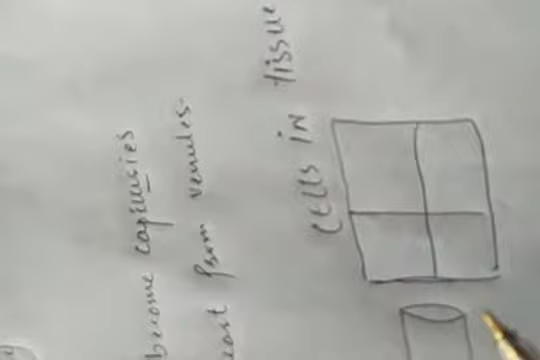 become capillaries
from venules.
cells in tissue